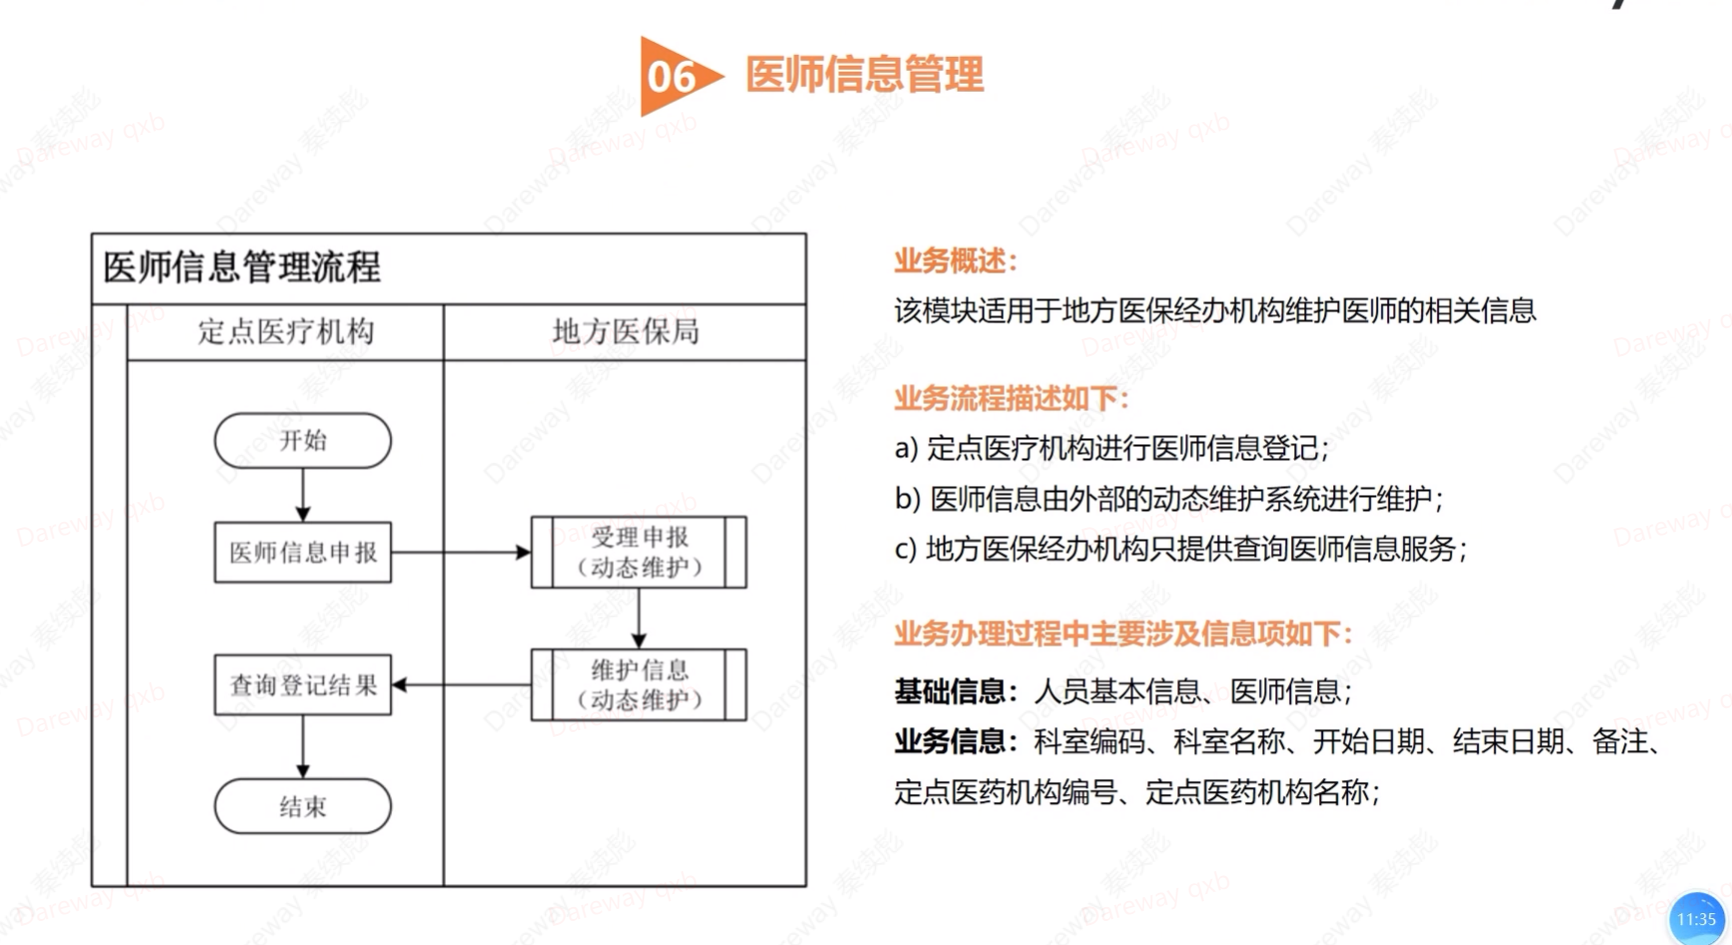 06
医师信息管理
医师信息管理流程
定点医疗机构
地方医保局
开始
医师信息申报
受理申报
（动态维护）
维护信息
（动态维护）
查询登记结果
结束
业务概述：
该模块适用于地方医保经办机构维护医师的相关信息
业务流程描述如下：
a) 定点医疗机构进行医师信息登记；
b) 医师信息由外部的动态维护系统进行维护；
c) 地方医保经办机构只提供查询医师信息服务；
业务办理过程中主要涉及信息项如下：
基础信息：人员基本信息、医师信息；
业务信息：科室编码、科室名称、开始日期、结束日期、备注、
定点医药机构编号、定点医药机构名称；
11:35
Dareway 秦续彪
Dareway qxb